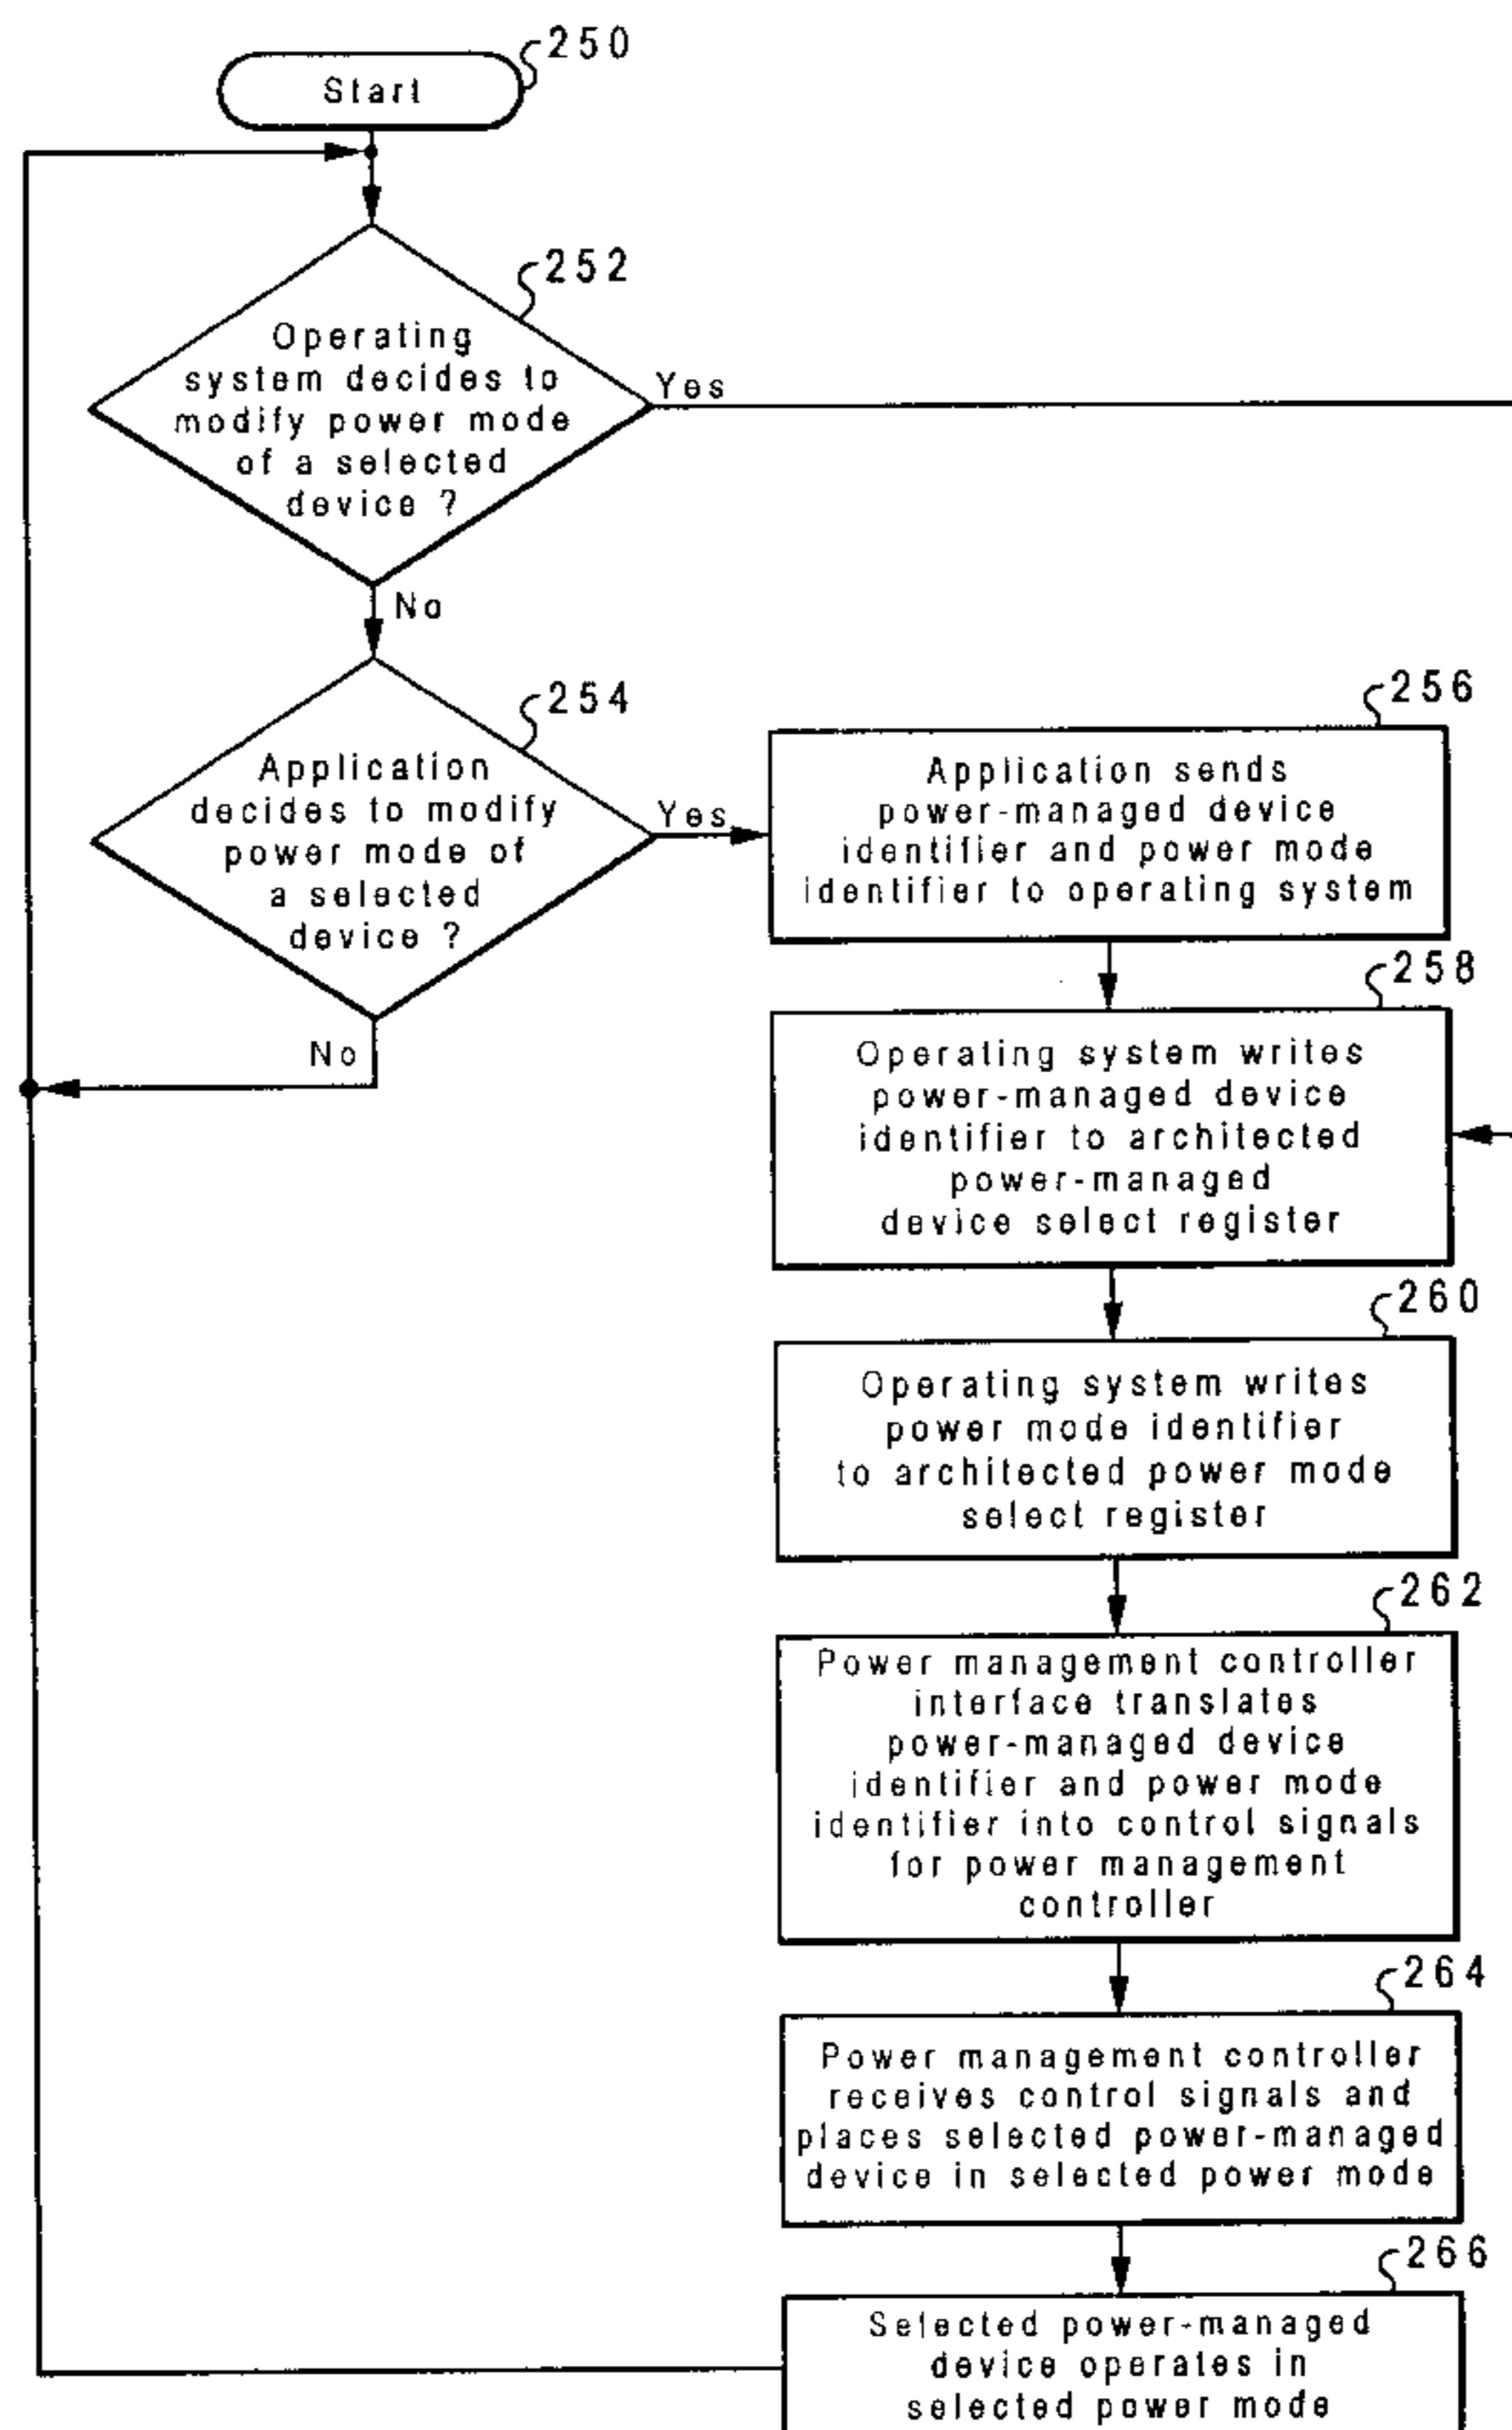 250
Start
252
Operating
system decides to
modify power mode
of a selected
device ?
Yes
No
254
Application
decides to modify
power mode of
a selected
device ?
Yes
No
256
Application sends
power-managed device
identifier and power mode
identifier to operating system
258
Operating system writes
power-managed device
identifier to architected
power-managed
device select register
260
Operating system writes
power mode identifier
to architected power mode
select register
262
Power management controller
interface translates
power-managed device
identifier and power mode
identifier into control signals
for power management
controller
264
Power management controller
receives control signals and
places selected power-managed
device in selected power mode
266
Selected power-managed
device operates in
selected power mode